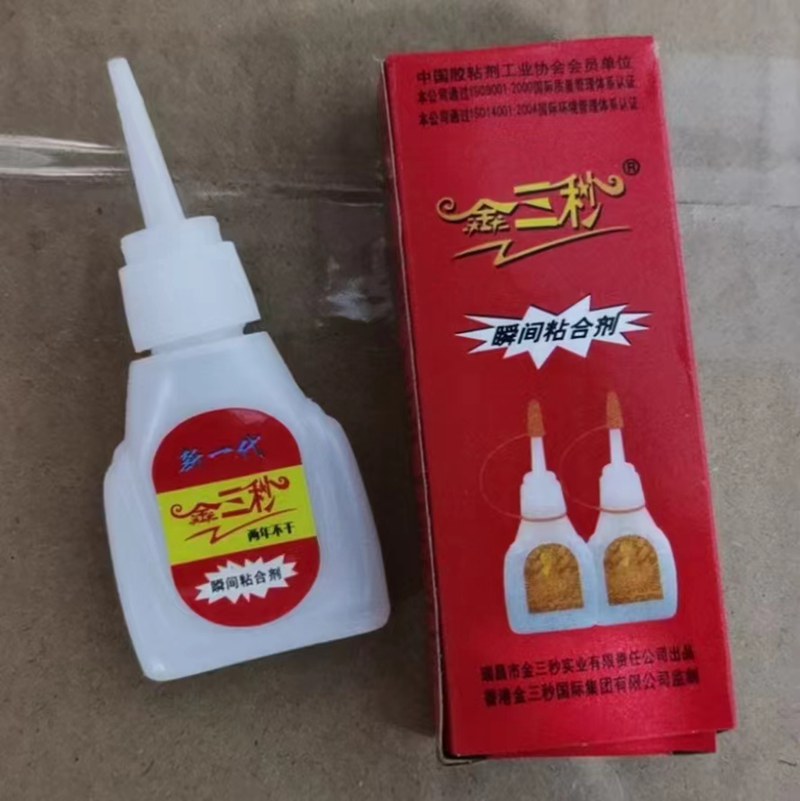 新一代
金三秒
两年不干
瞬间粘合剂
中国胶粘剂工业协会会员单位
本公司通过ISO9001-2000国际质量管理体系认证
本公司通过ISO14001-2004国际环境管理体系认证
金三秒®
瞬间粘合剂
瑞昌市金三秒实业有限责任公司出品
香港金三秒国际集团有限公司监制